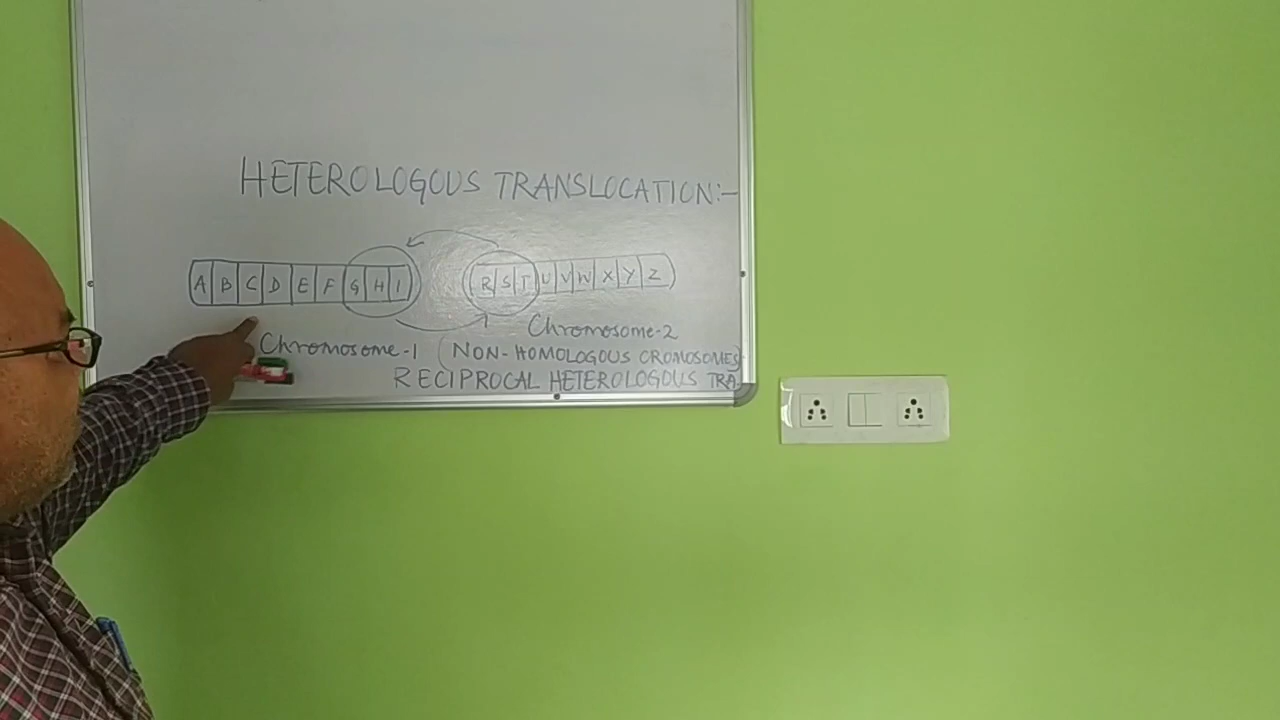 HETEROLOGOUS TRANSLOCATION:-
A B C D E F G H I R S T U V W X Y Z
Chromosome-2
Chromosome-1 (NON-HOMOLOGOUS CROMOSOMES)
RECIPROCAL HETEROLOGOUS TRA